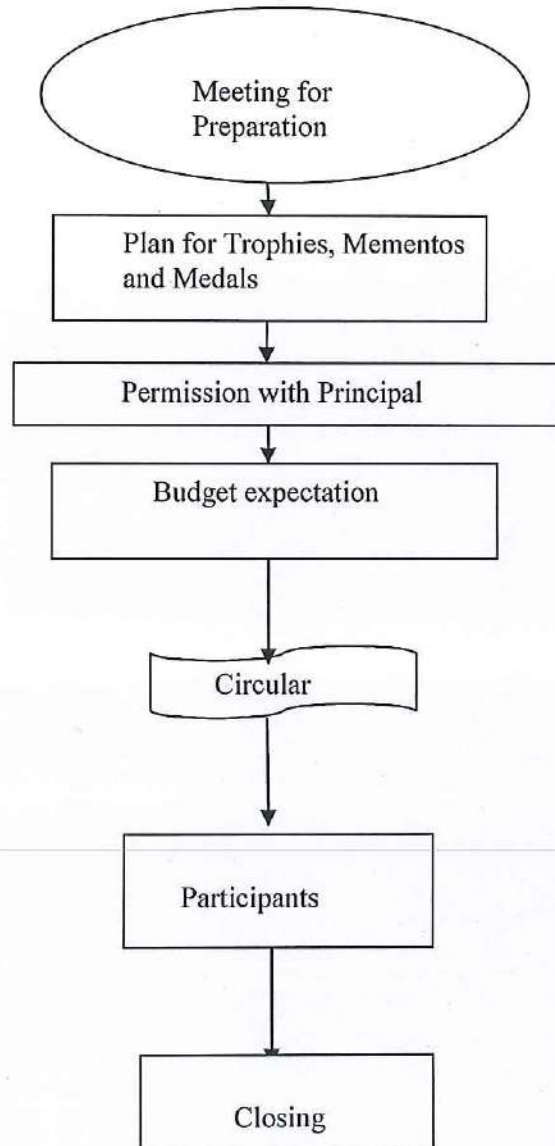 Meeting for
Preparation
Plan for Trophies, Mementos
and Medals
Permission with Principal
Budget expectation
Circular
Participants
Closing